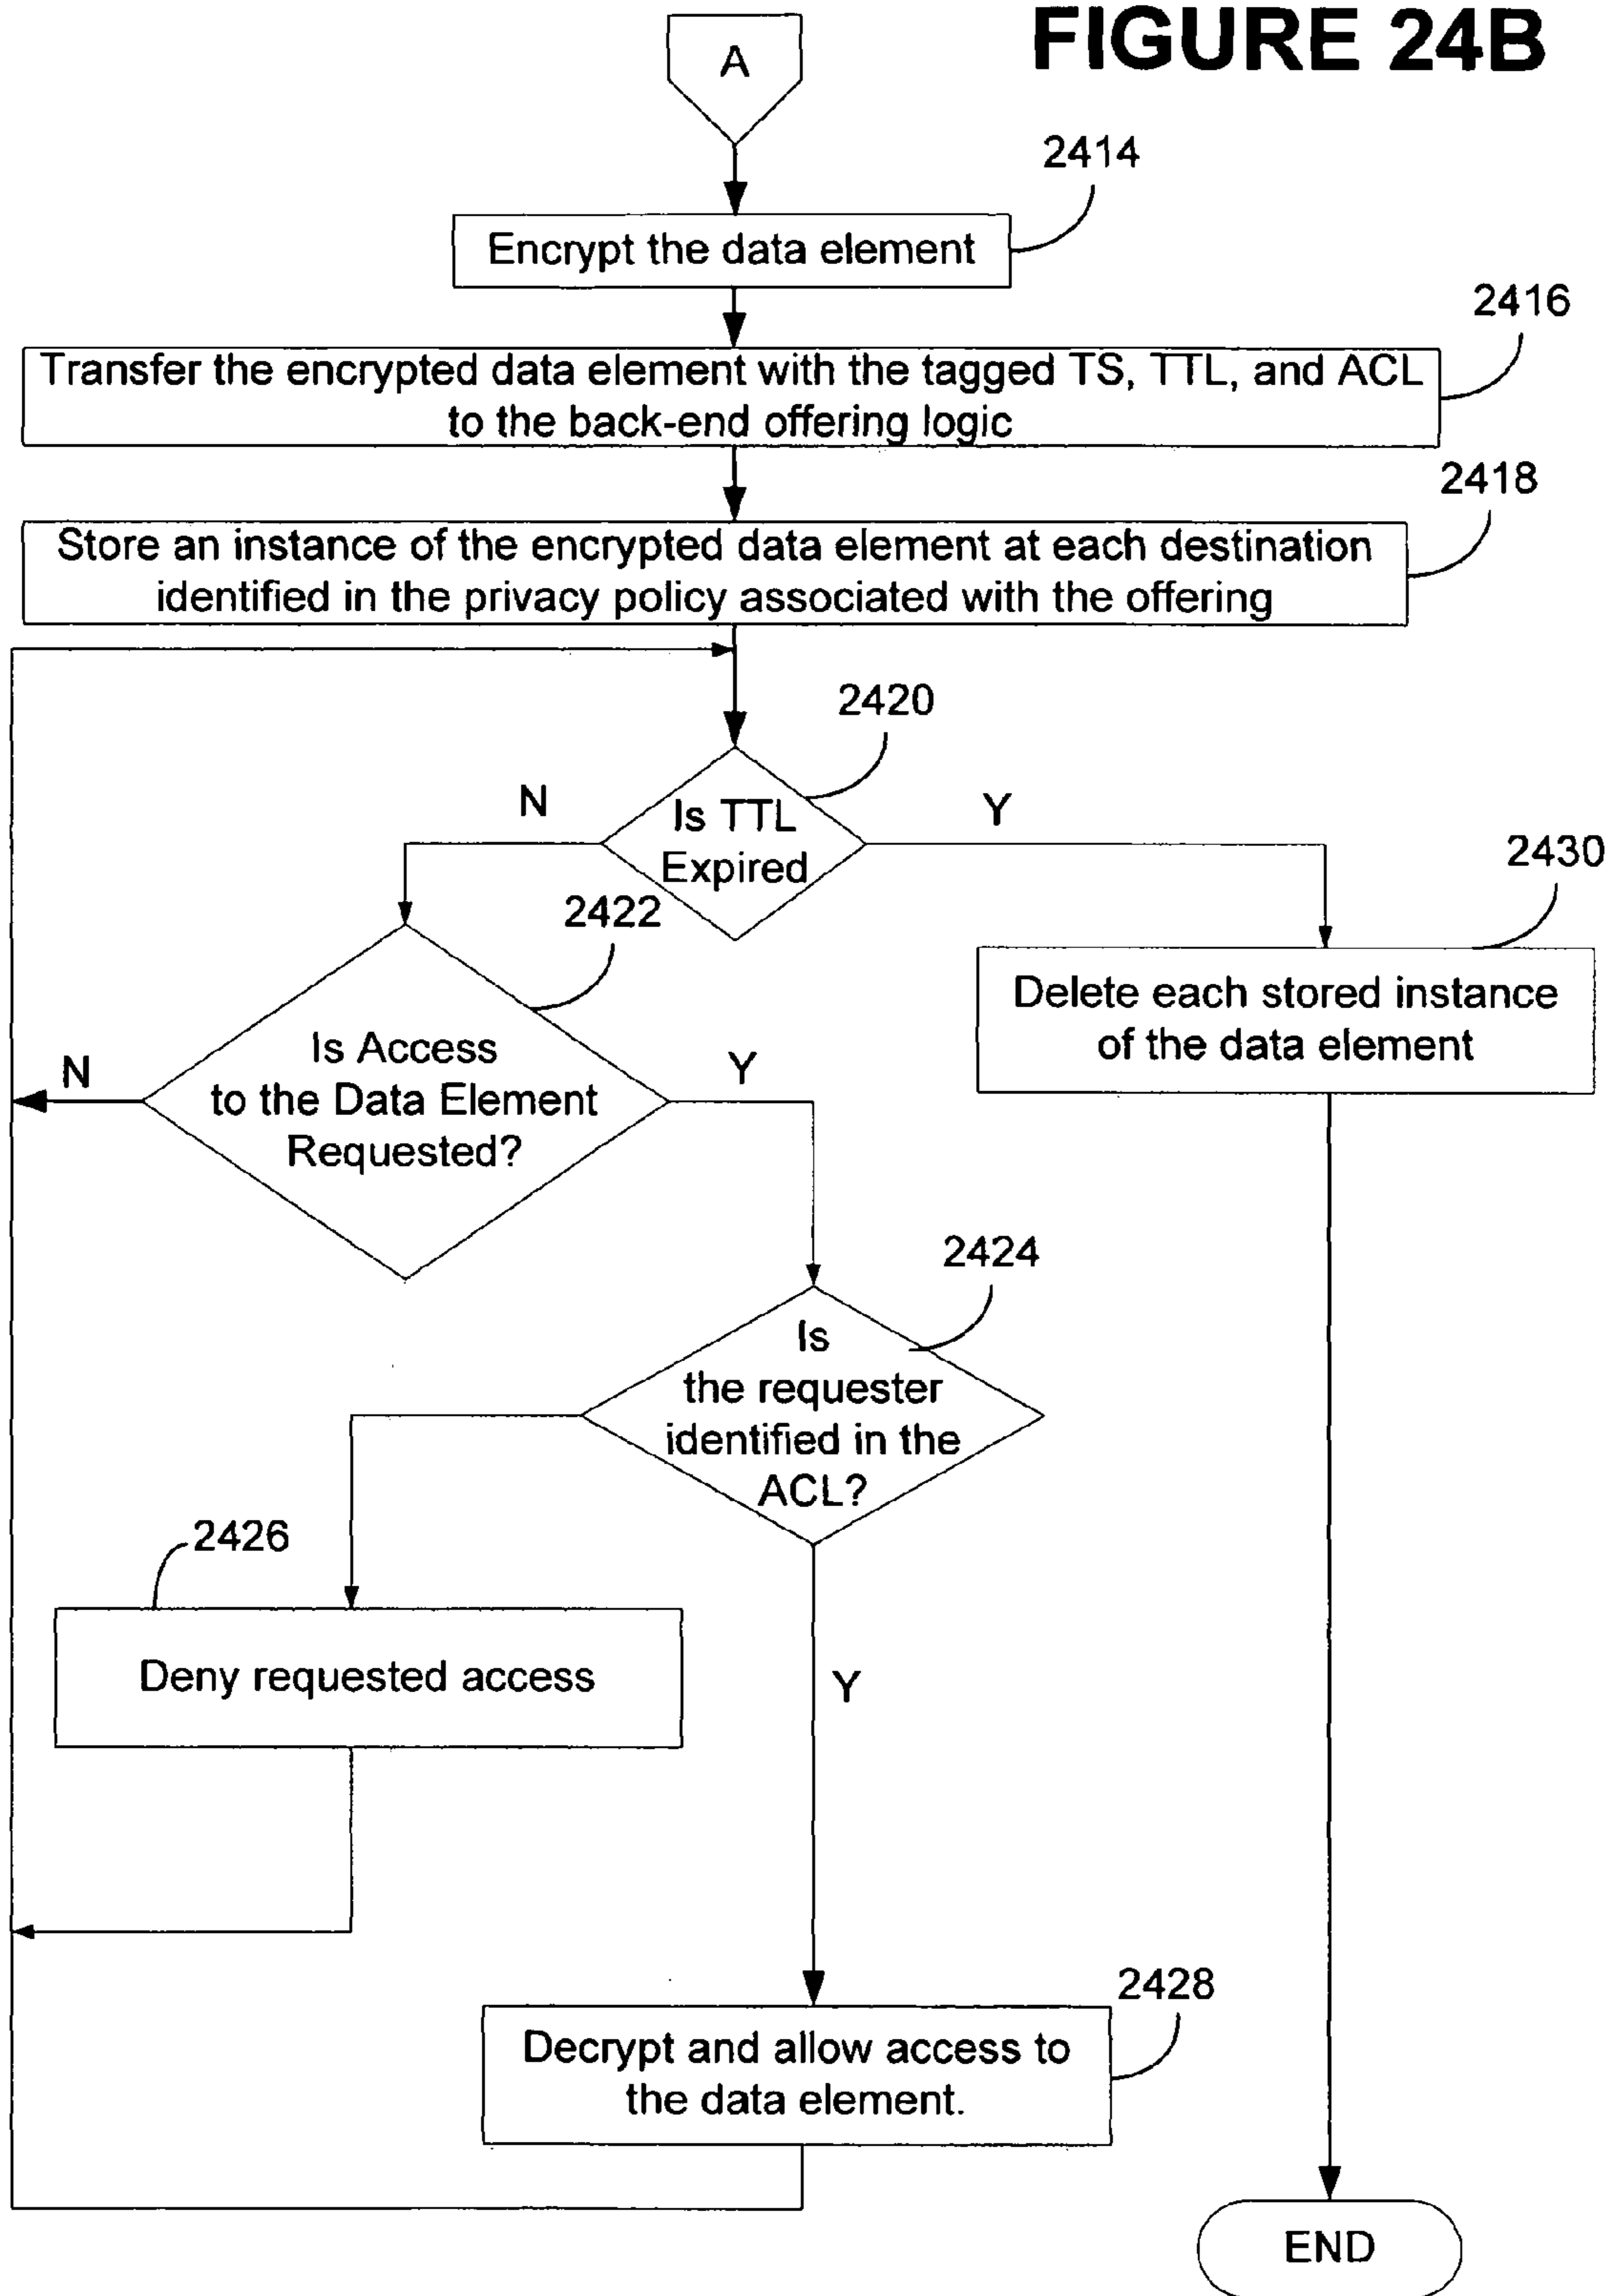 FIGURE 24B
A
2414
Encrypt the data element
2416
Transfer the encrypted data element with the tagged TS, TTL, and ACL
to the back-end offering logic
2418
Store an instance of the encrypted data element at each destination
identified in the privacy policy associated with the offering
2420
N
Is TTL
Expired
Y
2430
2422
Delete each stored instance
of the data element
N
Is Access
to the Data Element
Requested?
Y
2424
Is
the requester
identified in the
ACL?
2426
Deny requested access
Y
2428
Decrypt and allow access to
the data element.
END